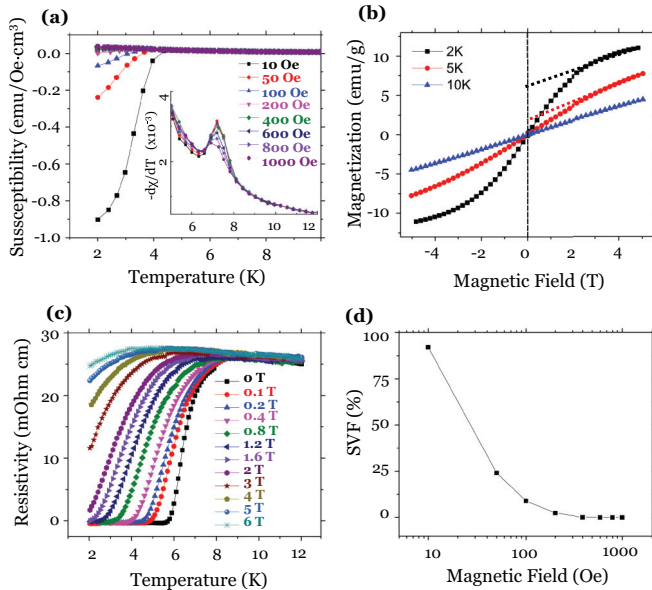 (a)
Sussceptibility (emu/Oe·cm³)
0.0
-0.2
-0.4
-0.6
-0.8
-1.0
0 2 4 6 8
Temperature (K)
10 Oe
50 Oe
100 Oe
200 Oe
400 Oe
600 Oe
800 Oe
1000 Oe
-dχ/dT (x10⁻³)
4
2
6 8 10 12
(b)
Magnetization (emu/g)
10
5
0
-5
-10
-4 -2 0 2 4
Magnetic Field (T)
2K
5K
10K
(c)
Resistivity (mOhm cm)
30
20
10
0
0 2 4 6 8 10 12
Temperature (K)
0 T
0.1 T
0.2 T
0.4 T
0.8 T
1.2 T
1.6 T
2 T
3 T
4 T
5 T
6 T
(d)
SVF (%)
100
75
50
25
0
10 100 1000
Magnetic Field (Oe)